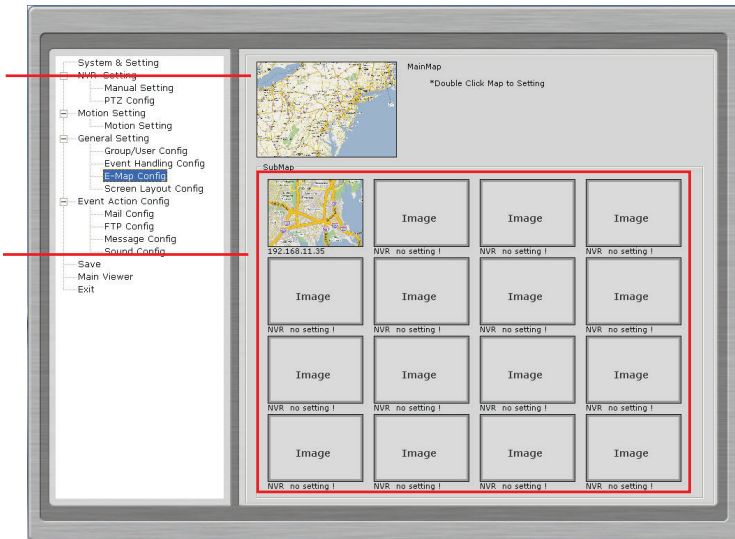 System & Setting
NVR Setting
Manual Setting
PTZ Config
Motion Setting
Motion Setting
General Setting
Group/User Config
Event Handling Config
E-Map Config
Screen Layout Config
Event Action Config
Mail Config
FTP Config
Message Config
Sound Config
Save
Main Viewer
Exit
MainMap
*Double Click Map to Setting
SubMap
Image Image Image
192.168.11.35 NVR no setting ! NVR no setting ! NVR no setting !
Image Image Image Image
NVR no setting ! NVR no setting ! NVR no setting ! NVR no setting !
Image Image Image Image
NVR no setting ! NVR no setting ! NVR no setting ! NVR no setting !
Image Image Image Image
NVR no setting ! NVR no setting ! NVR no setting ! NVR no setting !